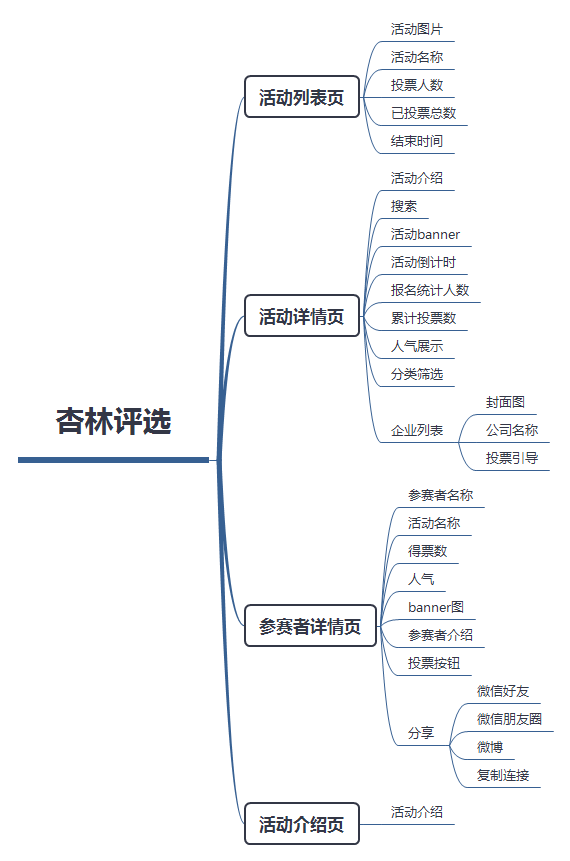 杏林评选
活动列表页
活动图片
活动名称
投票人数
已投票总数
结束时间
活动详情页
活动介绍
搜索
活动banner
活动倒计时
报名统计人数
累计投票数
人气展示
分类筛选
企业列表
封面图
公司名称
投票引导
参赛者详情页
参赛者名称
活动名称
得票数
人气
banner图
参赛者介绍
投票按钮
分享
微信好友
微信朋友圈
微博
复制连接
活动介绍页
活动介绍